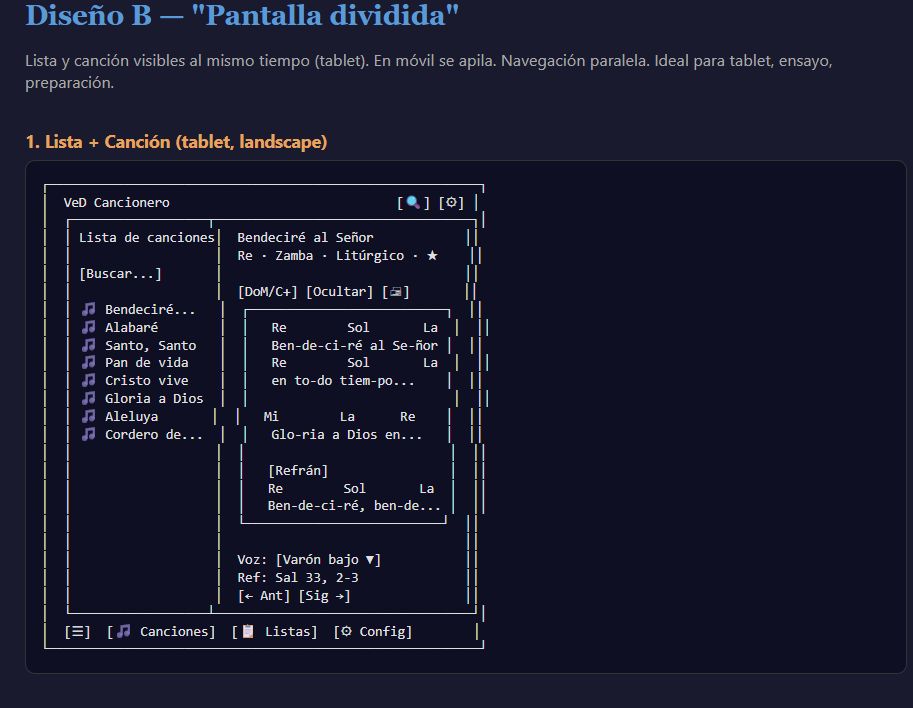 Diseño B — "Pantalla dividida"
Lista y canción visibles al mismo tiempo (tablet). En móvil se apila. Navegación paralela. Ideal para tablet, ensayo,
preparación.
1. Lista + Canción (tablet, landscape)
VeD Cancionero [🔍] [⚙]
Lista de canciones
[Buscar...]
🎵 Bendeciré...
🎵 Alabaré
🎵 Santo, Santo
🎵 Pan de vida
🎵 Cristo vive
🎵 Gloria a Dios
🎵 Aleluya
🎵 Cordero de...
Bendeciré al Señor
Re · Zamba · Litúrgico · ★
[DoM/C+] [Ocultar] [🖃]
Re Sol La
Ben-de-ci-ré al Se-ñor
Re Sol La
en to-do tiem-po...
Mi La Re
Glo-ria a Dios en...
[Refrán]
Re Sol La
Ben-de-ci-ré, ben-de...
Voz: [Varón bajo ▼]
Ref: Sal 33, 2-3
[← Ant] [Sig →]
[☰] [🎵 Canciones] [📋 Listas] [⚙ Config]